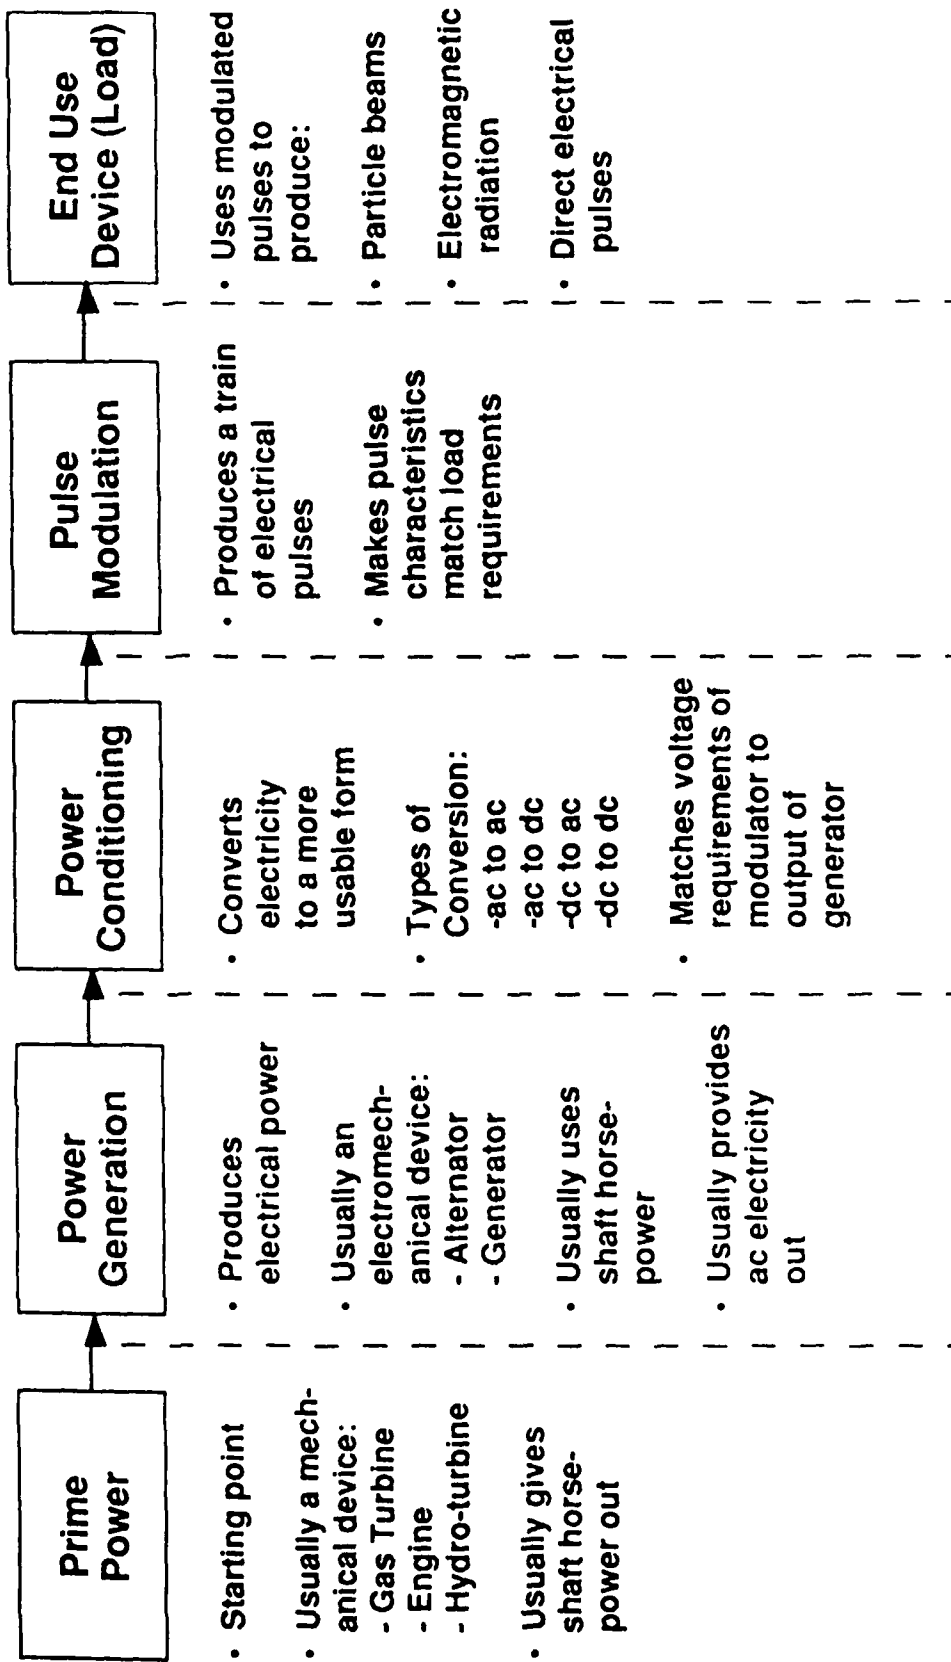 Prime
Power
• Starting point
• Usually a mech-
anical device:
- Gas Turbine
- Engine
- Hydro-turbine
• Usually gives
shaft horse-
power out
Power
Generation
• Produces
electrical power
• Usually an
electromech-
anical device:
- Alternator
- Generator
• Usually uses
shaft horse-
power
• Usually provides
ac electricity
out
Power
Conditioning
• Converts
electricity
to a more
usable form
• Types of
Conversion:
-ac to ac
-ac to dc
-dc to ac
-dc to dc
• Matches voltage
requirements of
modulator to
output of
generator
Pulse
Modulation
• Produces a train
of electrical
pulses
• Makes pulse
characteristics
match load
requirements
End Use
Device (Load)
• Uses modulated
pulses to
produce:
• Particle beams
• Electromagnetic
radiation
• Direct electrical
pulses